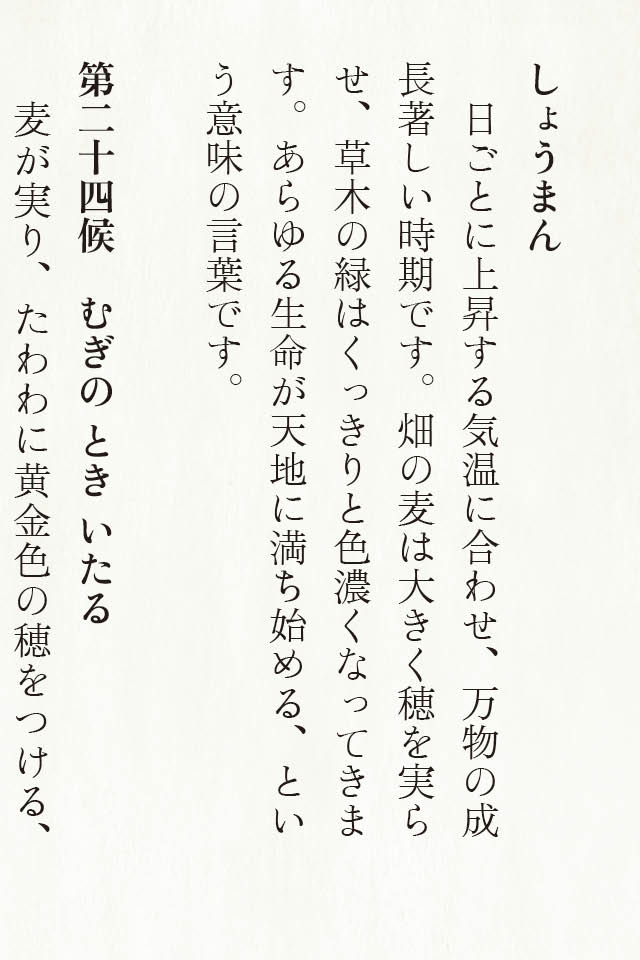 しょうまん
日ごとに上昇する気温に合わせ、万物の成
長著しい時期です。畑の麦は大きく穂を実ら
せ、草木の緑はくっきりと色濃くなってきま
す。あらゆる生命が天地に満ち始める、とい
う意味の言葉です。
第二十四候　むぎの とき いたる
麦が実り、たわわに黄金色の穂をつける、